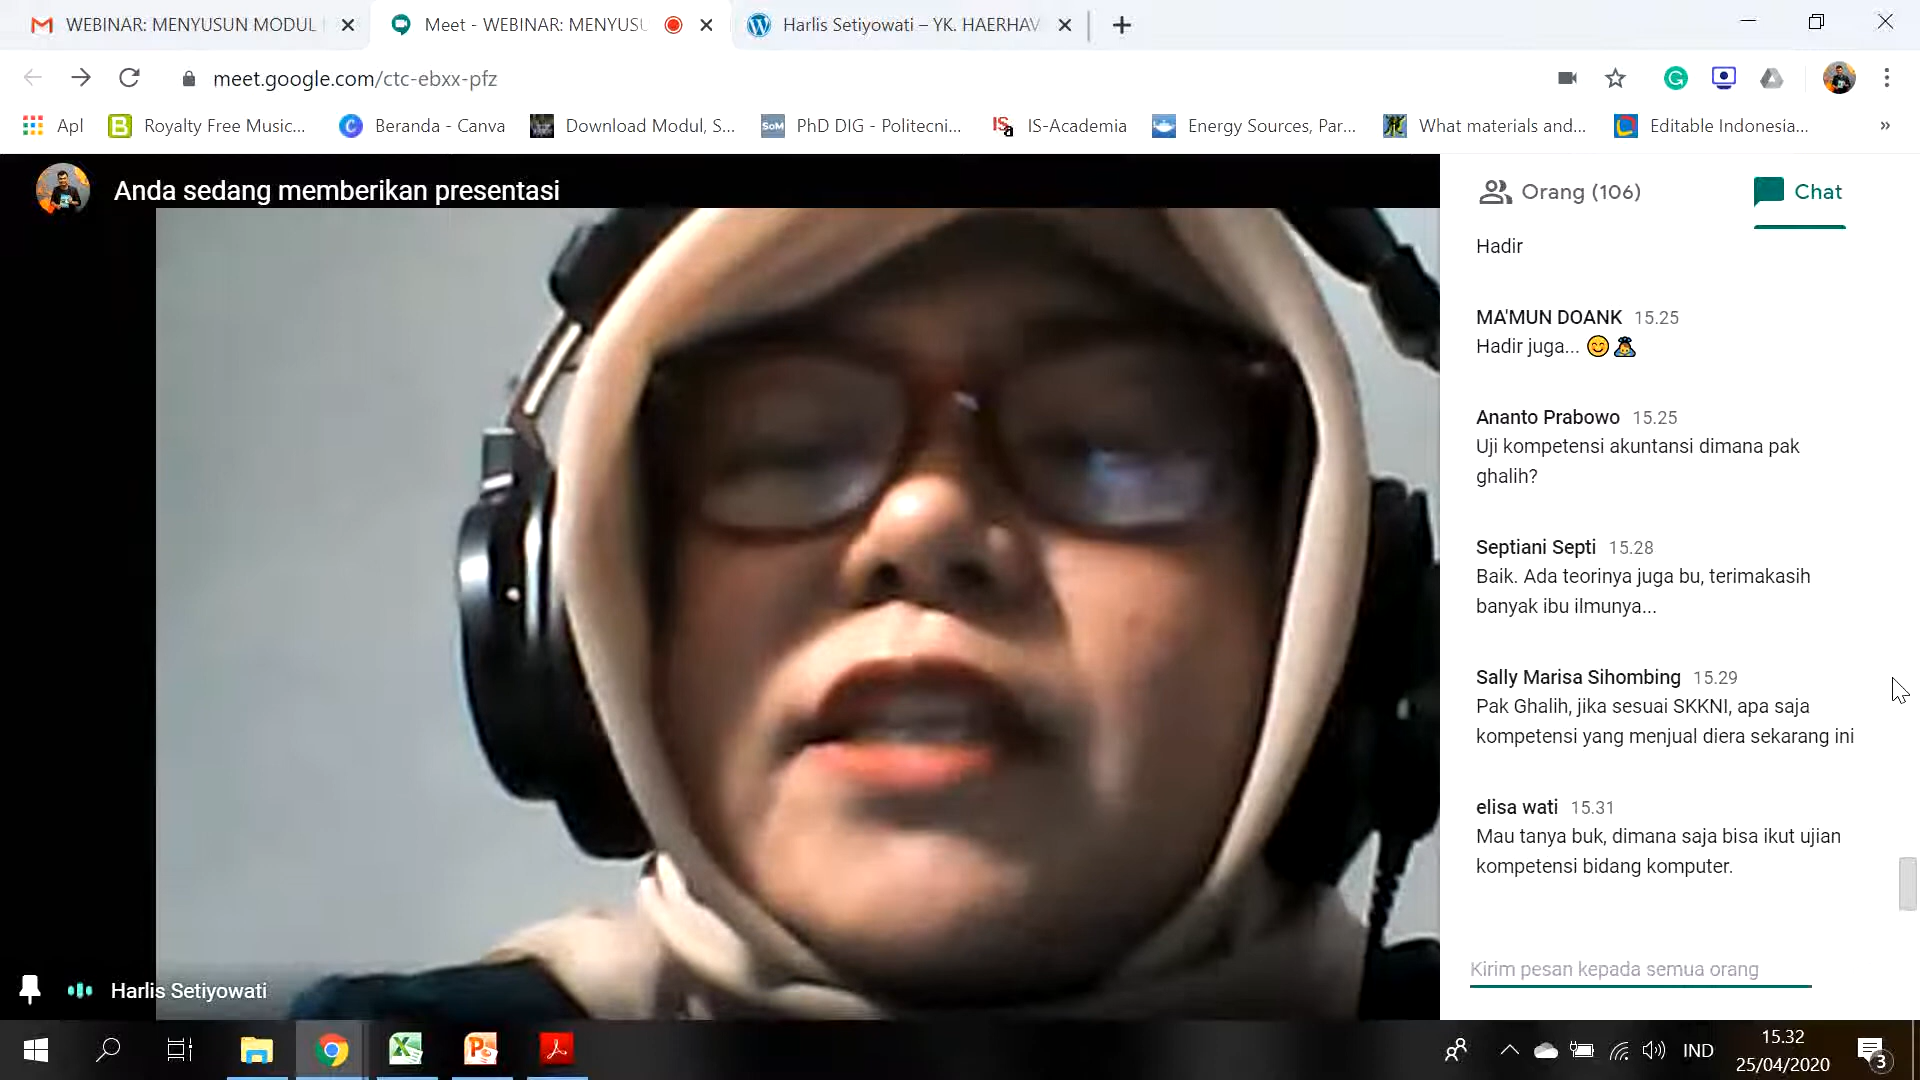 WEBINAR: MENYUSUN MODUL
Meet - WEBINAR: MENYUSU
Harlis Setiyowati – YK. HAERHAV
meet.google.com/ctc-ebxx-pfz
Apl
Royalty Free Music...
Beranda - Canva
Download Modul, S...
SoM
PhD DIG - Politecni...
IS-Academia
Energy Sources, Par...
What materials and...
Editable Indonesia...
»
Anda sedang memberikan presentasi
Orang (106)
Chat
Hadir
MA'MUN DOANK 15.25
Hadir juga... 😊🙇
Ananto Prabowo 15.25
Uji kompetensi akuntansi dimana pak
ghalih?
Septiani Septi 15.28
Baik. Ada teorinya juga bu, terimakasih
banyak ibu ilmunya...
Sally Marisa Sihombing 15.29
Pak Ghalih, jika sesuai SKKNI, apa saja
kompetensi yang menjual diera sekarang ini
elisa wati 15.31
Mau tanya buk, dimana saja bisa ikut ujian
kompetensi bidang komputer.
Kirim pesan kepada semua orang
Harlis Setiyowati
IND
15.32
25/04/2020
3